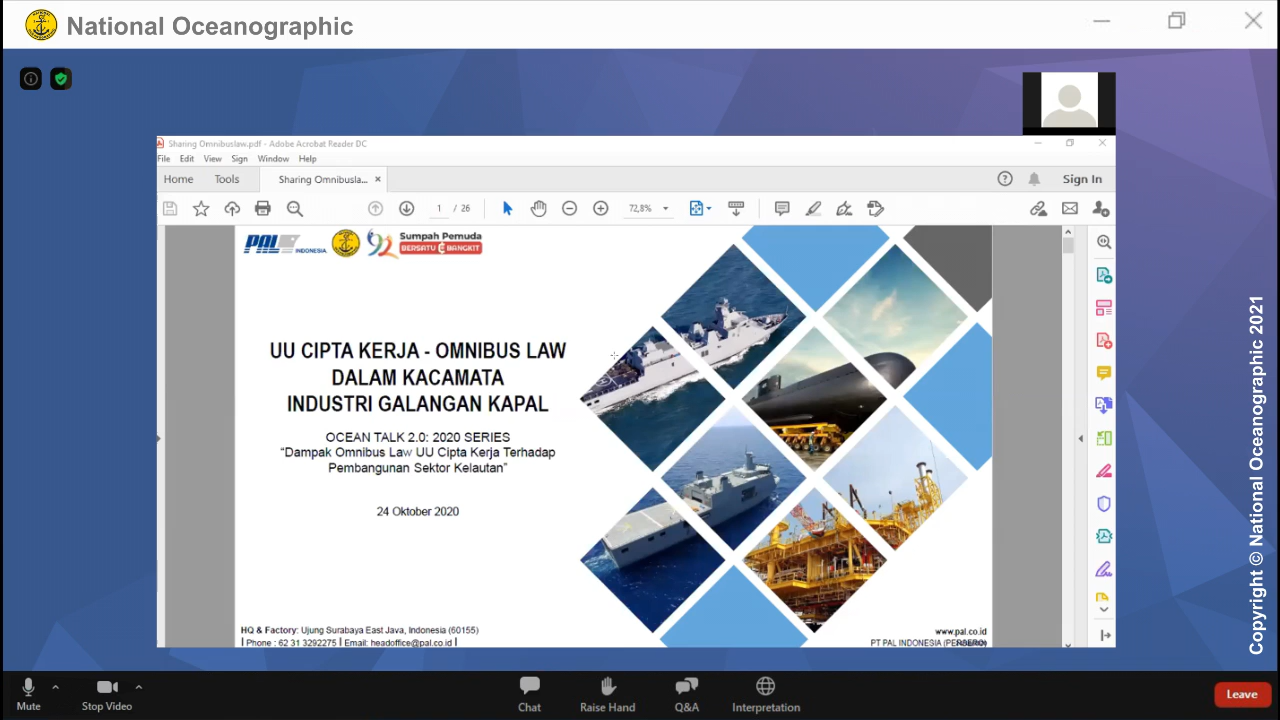 National Oceanographic
Sharing Omnibuslaw.pdf - Adobe Acrobat Reader DC
File Edit View Sign Window Help
Home Tools Sharing Omnibusla... × Sign In
1 / 26 72,8%
PAL INDONESIA
92 Sumpah Pemuda
BERSATU & BANGKIT
UU CIPTA KERJA - OMNIBUS LAW
DALAM KACAMATA
INDUSTRI GALANGAN KAPAL
OCEAN TALK 2.0: 2020 SERIES
“Dampak Omnibus Law UU Cipta Kerja Terhadap
Pembangunan Sektor Kelautan”
24 Oktober 2020
HQ & Factory: Ujung Surabaya East Java, Indonesia (60155)
| Phone : 62 31 3292275 | Email: headoffice@pal.co.id |
www.pal.co.id
PT PAL INDONESIA (PERSERO)
Copyright © National Oceanographic 2021
Mute Stop Video Chat Raise Hand Q&A Interpretation Leave